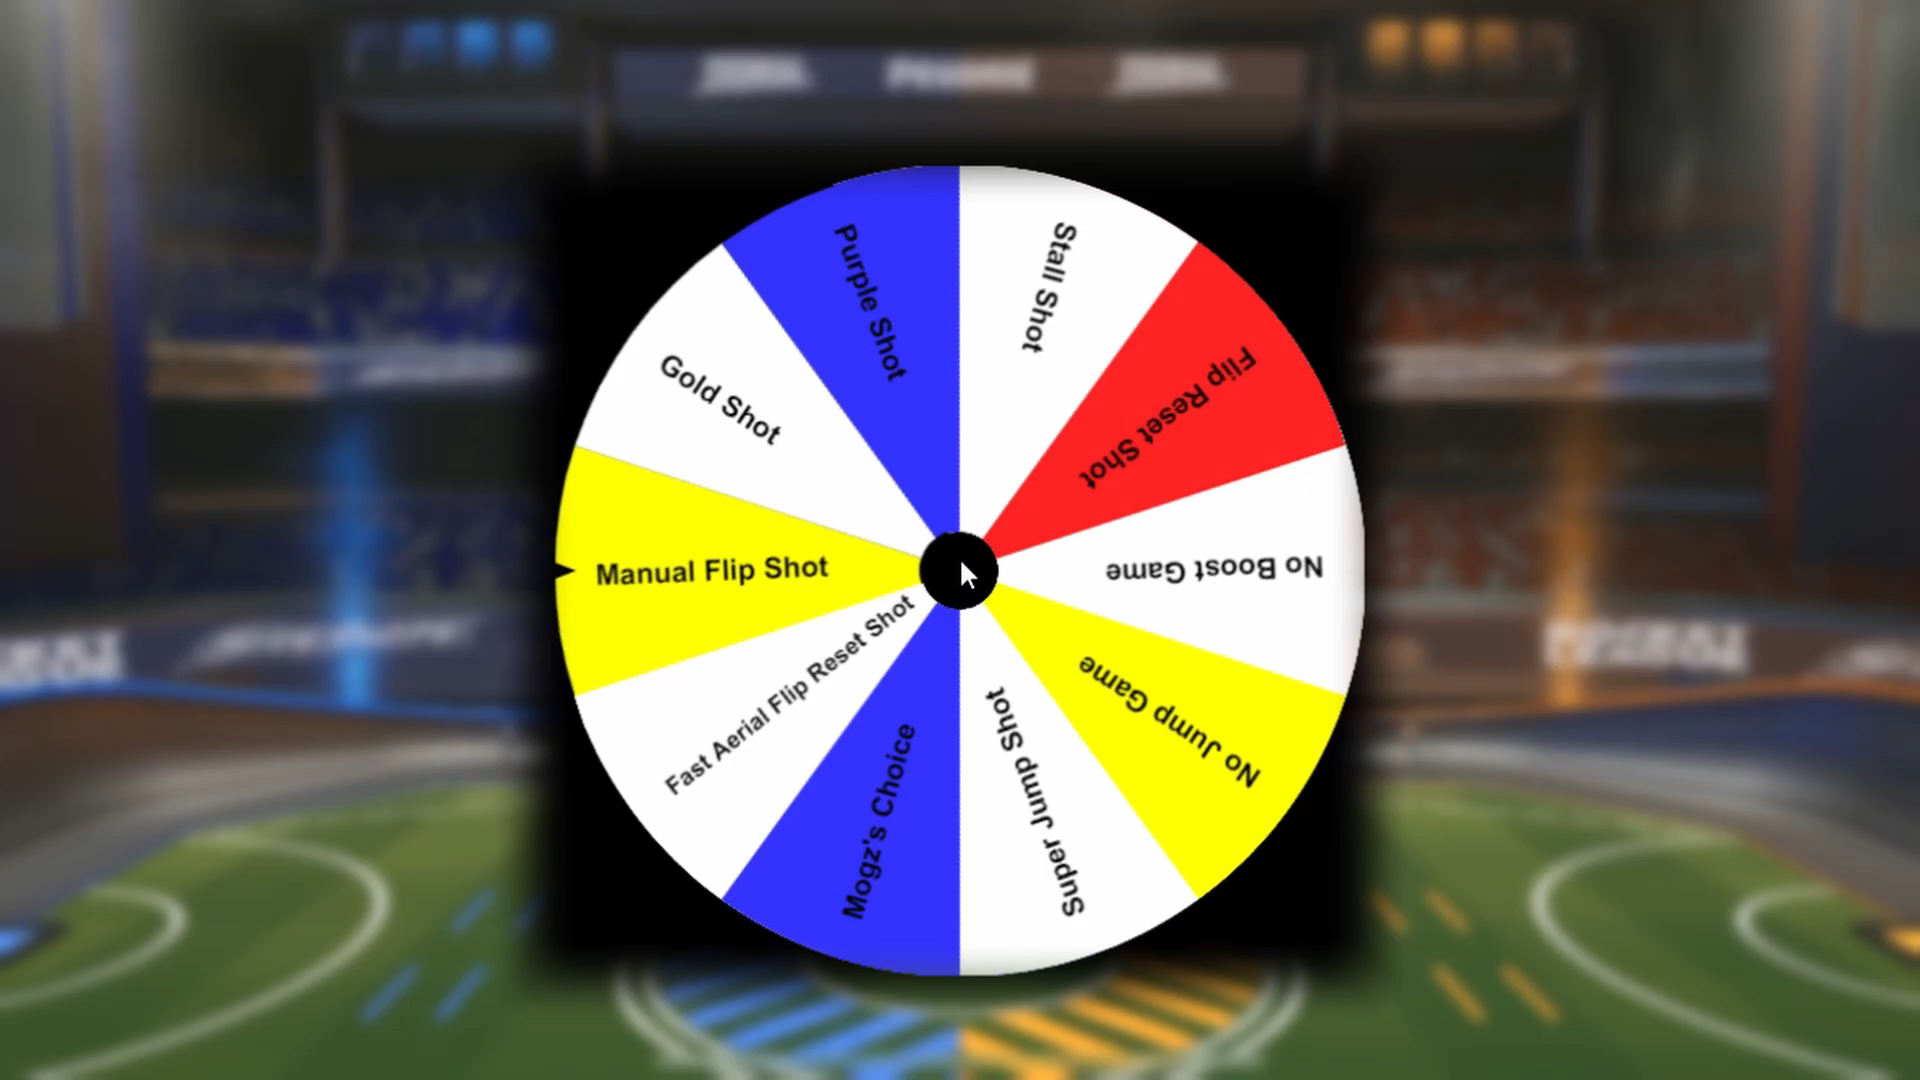 Purple Shot
Stall Shot
Flip Reset Shot
No Boost Game
No Jump Game
Super Jump Shot
Mogz's Choice
Fast Aerial Flip Reset Shot
Manual Flip Shot
Gold Shot